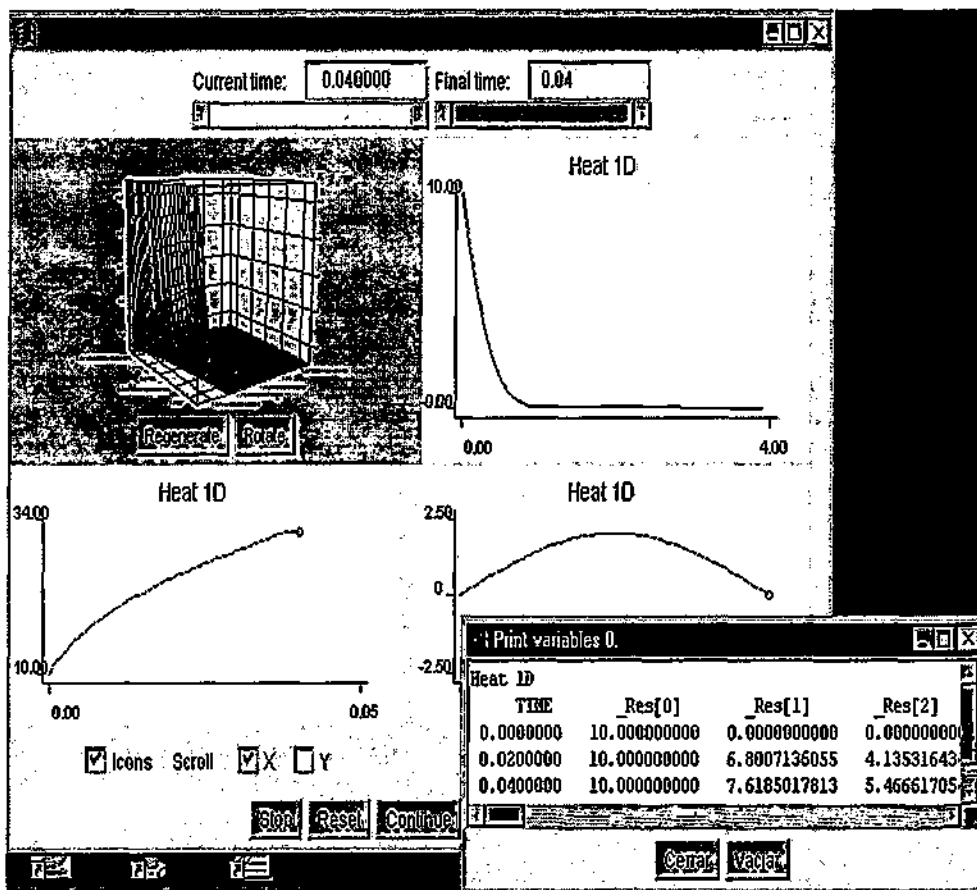 Current time: 0.040000 Final time: 0.04
Heat 1D
10.00
-0.00
0.00 4.00
Regenerate Rotate
Heat 1D
34.00
10.00
0.00 0.05
Heat 1D
2.50
0
-2.50
Icons Scroll X Y
Stop Reset Continue
Print variables 0.
Heat 1D
TIME _Res[0] _Res[1] _Res[2]
0.0000000 10.000000000 0.0000000000 0.000000000
0.0200000 10.000000000 6.8007136055 4.13531643
0.0400000 10.000000000 7.6185017813 5.46661705
Cerrar Vaciar